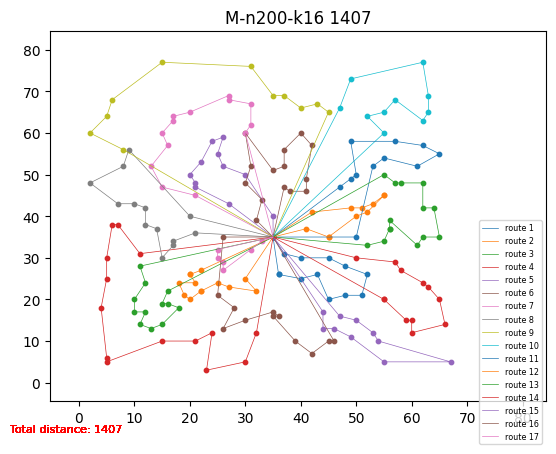 M-n200-k16 1407
80
70
60
50
40
30
20
10
0
0 10 20 30 40 50 60 70 80
route 1
route 2
route 3
route 4
route 5
route 6
route 7
route 8
route 9
route 10
route 11
route 12
route 13
route 14
route 15
route 16
route 17
Total distance: 1407